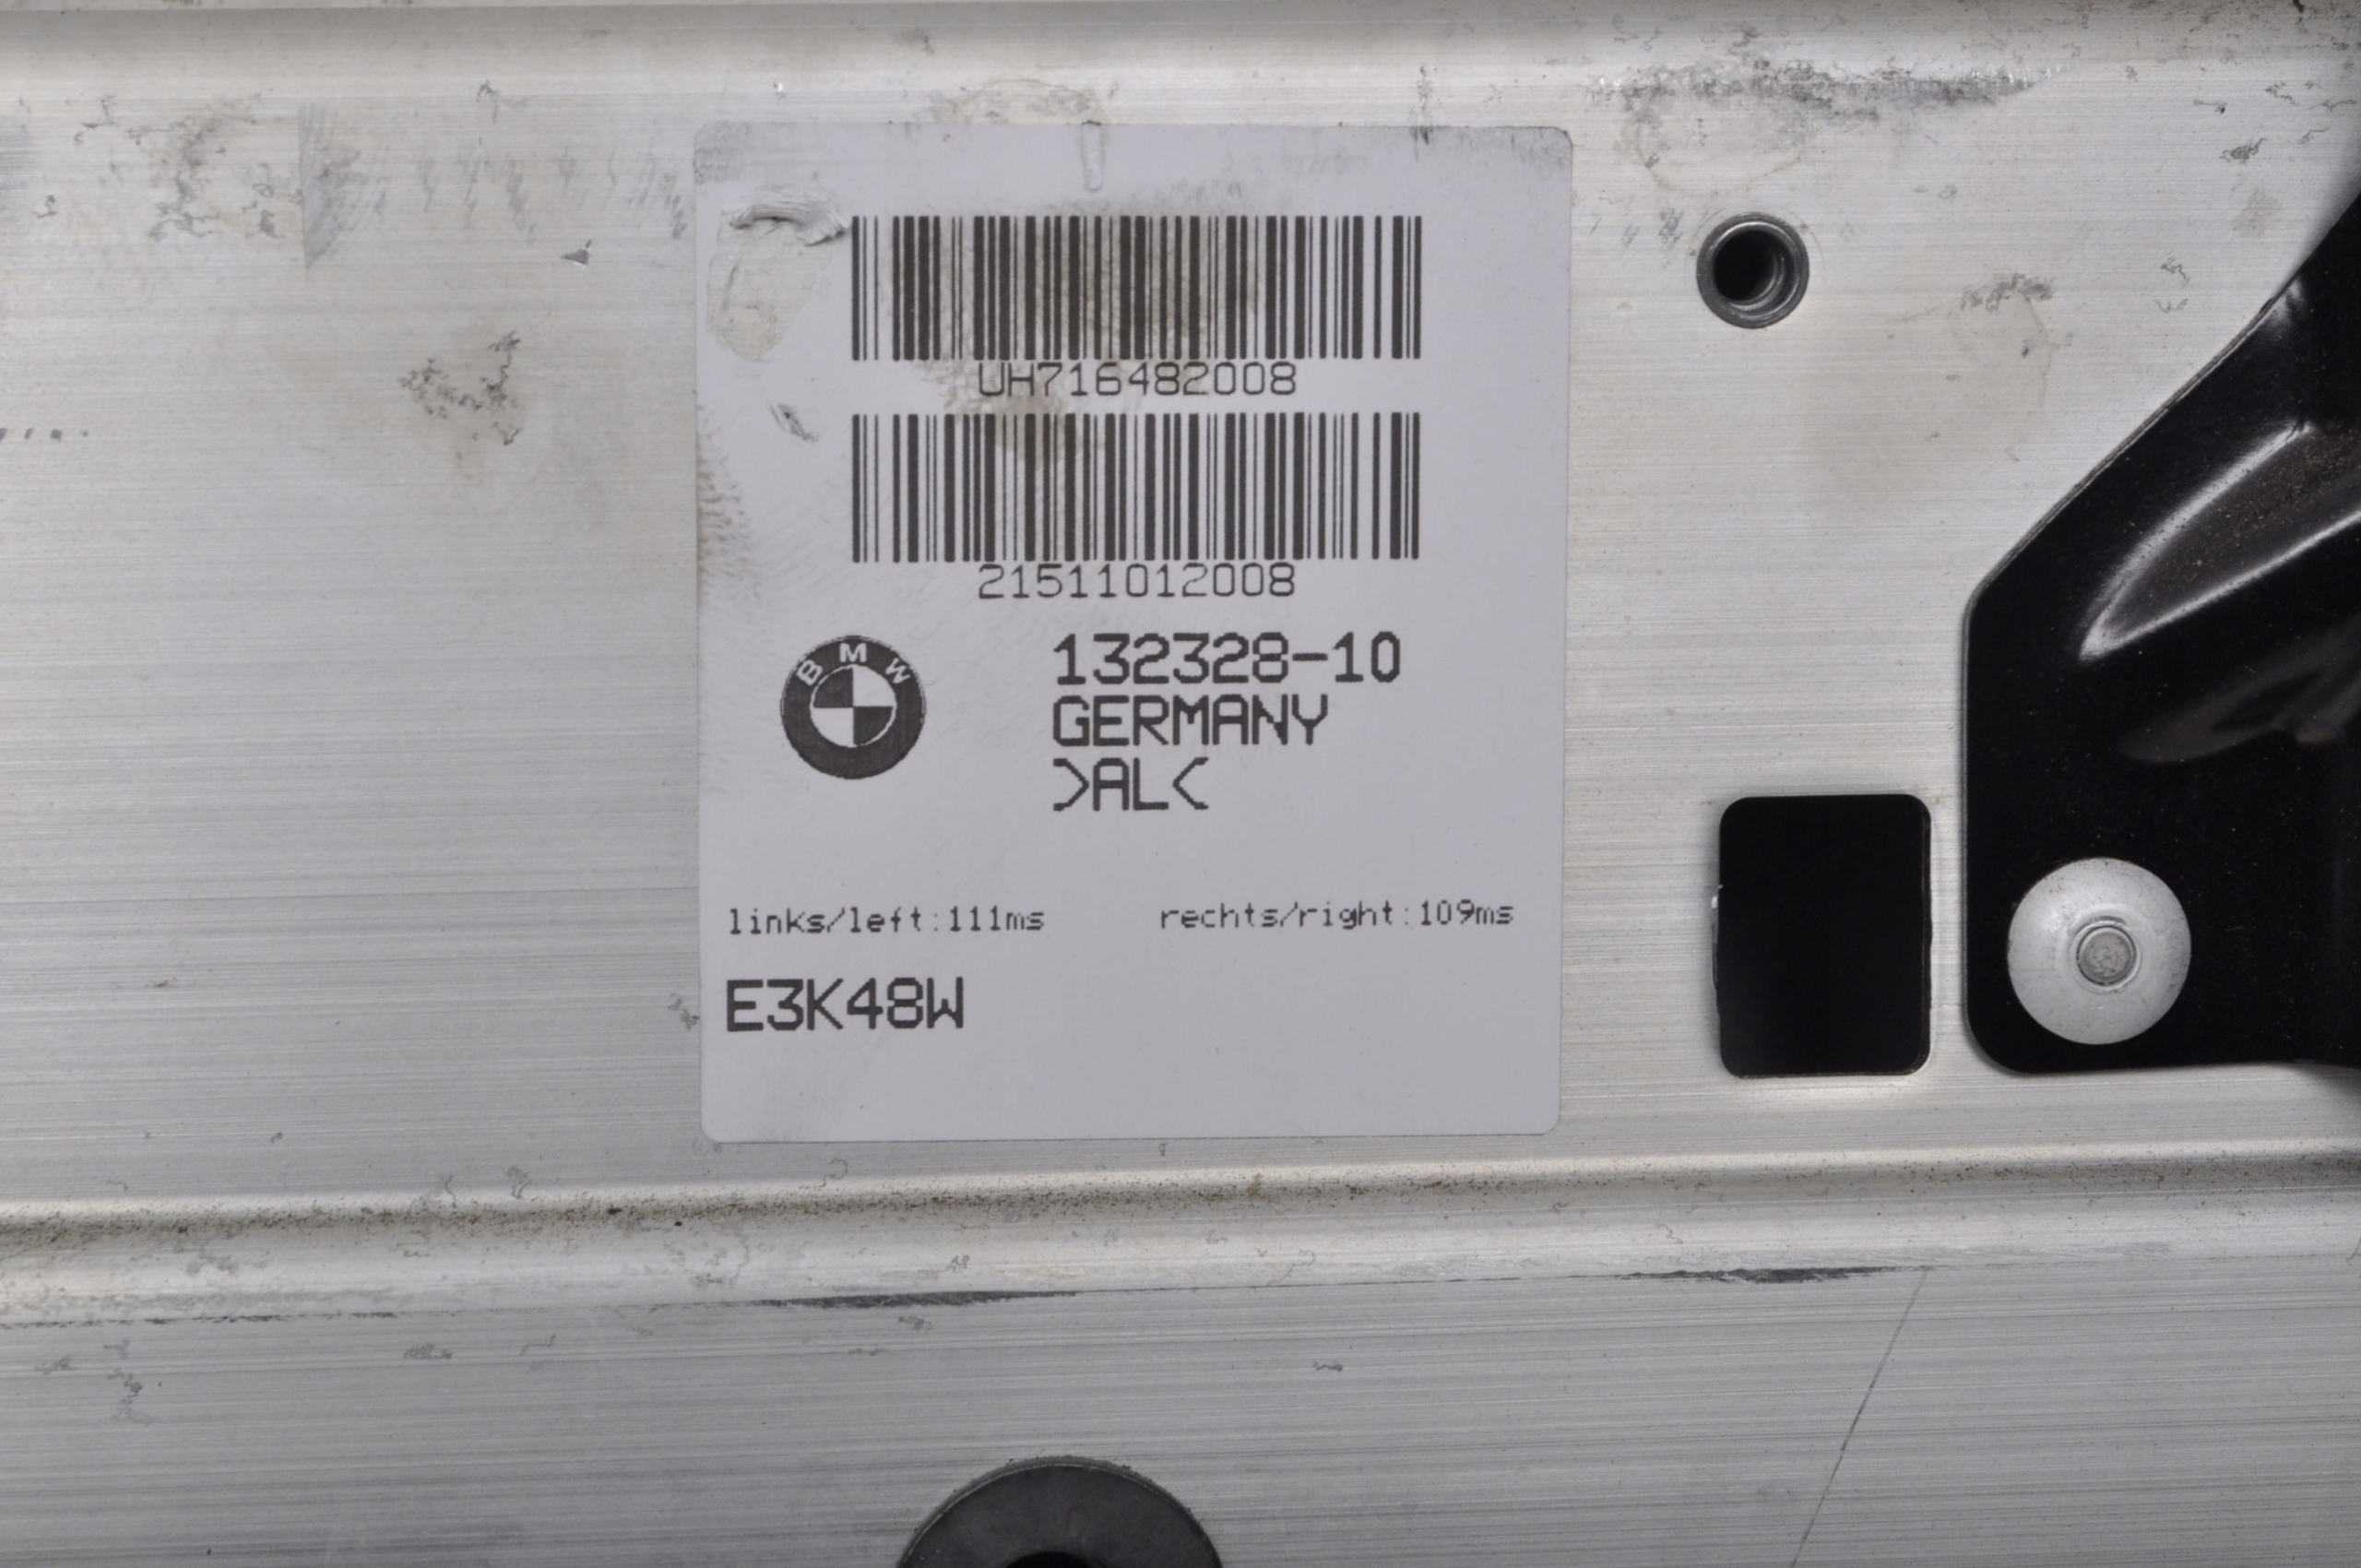 UH716482008
21511012008
BMW
132328-10
GERMANY
>AL<
links/left:111ms rechts/right:109ms
E3K48W